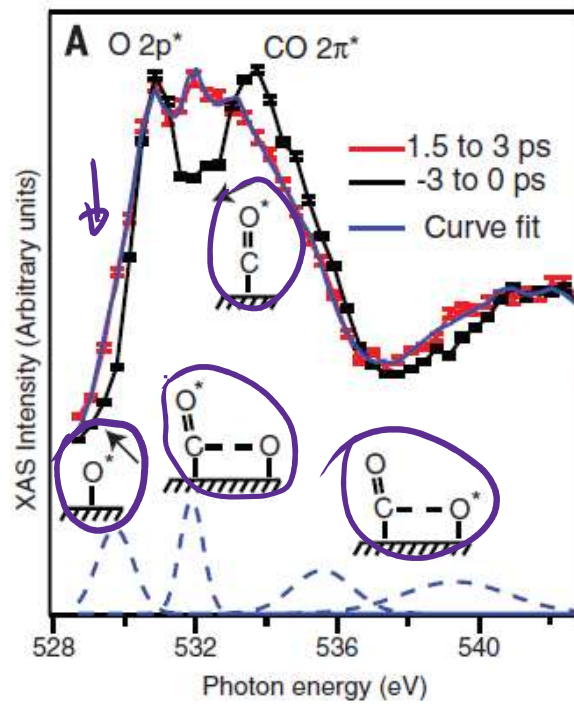 A O 2p* CO 2π*
1.5 to 3 ps
-3 to 0 ps
Curve fit
O*
C
O*
C O
O*
O
C O*
XAS Intensity (Arbitrary units)
528 532 536 540
Photon energy (eV)